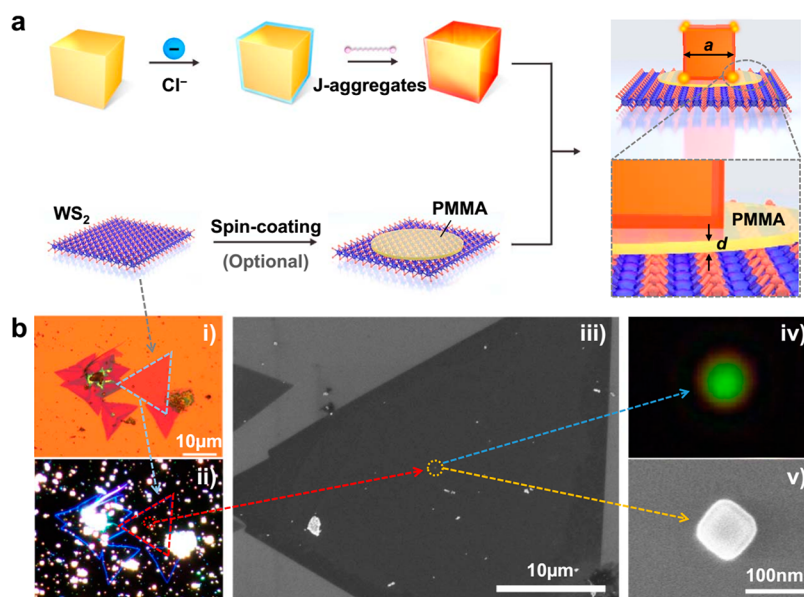 a
−
Cl⁻
J-aggregates
a
WS₂
Spin-coating
(Optional)
PMMA
PMMA
d
b
i)
10μm
ii)
iii)
10μm
iv)
v)
100nm